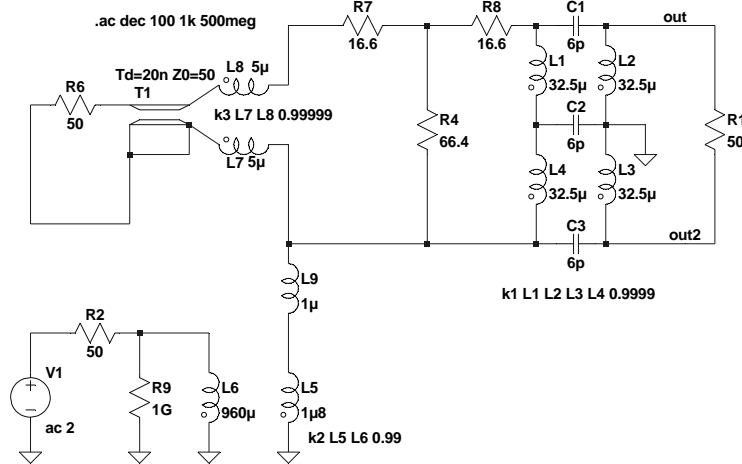 .ac dec 100 1k 500meg
R7
16.6
R8
16.6
C1
6p
out
L8 5µ
Td=20n Z0=50
T1
R6
50
k3 L7 L8 0.99999
L7 5µ
R4
66.4
L1
32.5µ
L2
32.5µ
C2
6p
R1
50
L4
32.5µ
L3
32.5µ
C3
6p
out2
L9
1µ
k1 L1 L2 L3 L4 0.9999
R2
50
V1
ac 2
R9
1G
L6
960µ
L5
1µ8
k2 L5 L6 0.99